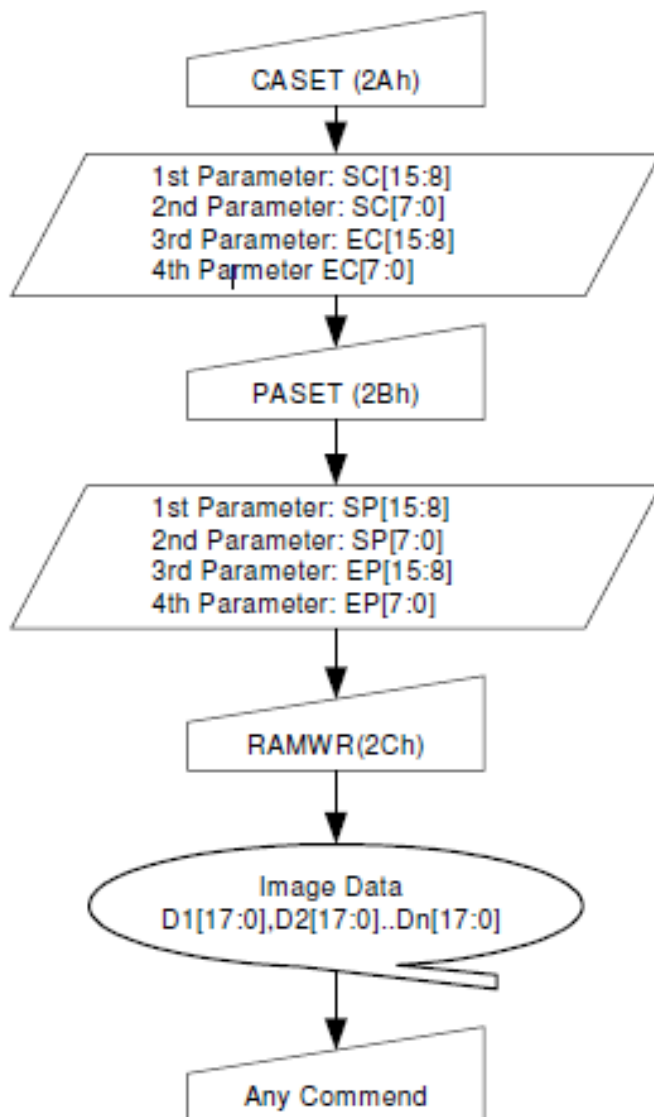 CASET (2Ah)
1st Parameter: SC[15:8]
2nd Parameter: SC[7:0]
3rd Parameter: EC[15:8]
4th Parmeter EC[7:0]
PASET (2Bh)
1st Parameter: SP[15:8]
2nd Parameter: SP[7:0]
3rd Parameter: EP[15:8]
4th Parameter: EP[7:0]
RAMWR(2Ch)
Image Data
D1[17:0],D2[17:0]..Dn[17:0]
Any Commend